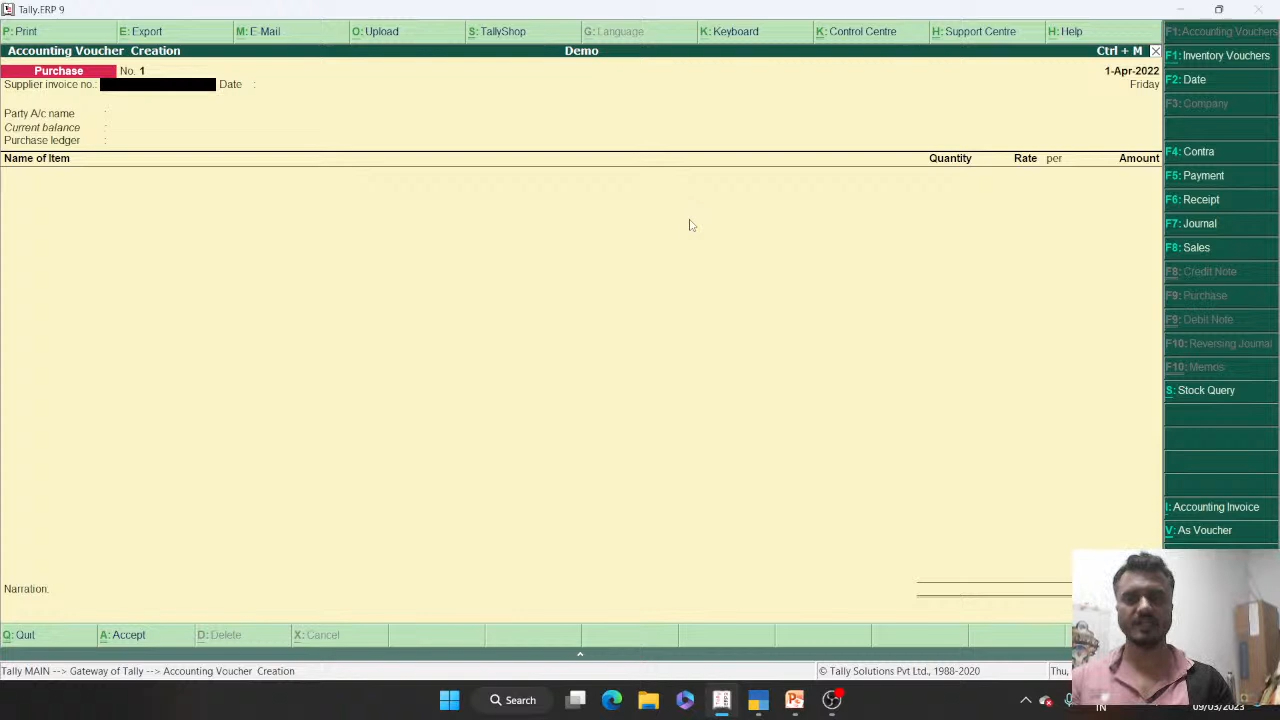 Tally.ERP 9
P: Print E: Export M: E-Mail O: Upload S: TallyShop G: Language K: Keyboard K: Control Centre H: Support Centre H: Help
Accounting Voucher Creation Demo Ctrl + M
Purchase No. 1 1-Apr-2022
Supplier invoice no.: Date : Friday
Party A/c name :
Current balance :
Purchase ledger :
Name of Item Quantity Rate per Amount
Narration:
F1: Accounting Vouchers
F1: Inventory Vouchers
F2: Date
F3: Company
F4: Contra
F5: Payment
F6: Receipt
F7: Journal
F8: Sales
F8: Credit Note
F9: Purchase
F9: Debit Note
F10: Reversing Journal
F10: Memos
S: Stock Query
I: Accounting Invoice
V: As Voucher
Q: Quit A: Accept D: Delete X: Cancel
Tally MAIN --> Gateway of Tally --> Accounting Voucher Creation © Tally Solutions Pvt Ltd., 1988-2020 Thu,
Search
IN
09/03/2023